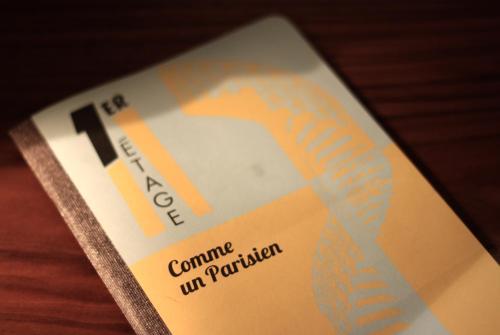 1ER
ETAGE
Comme
un Parisien